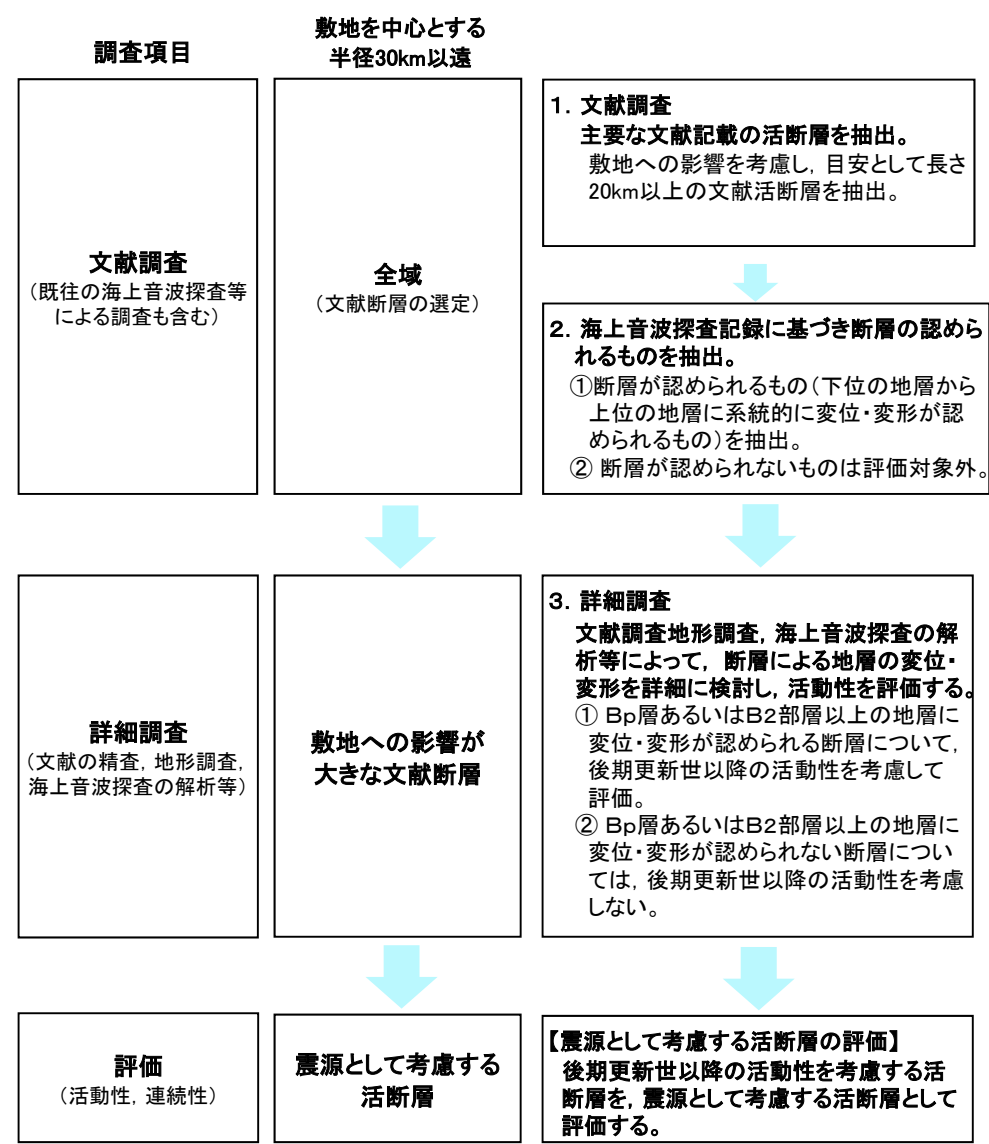 調査項目
敷地を中心とする
半径30km以遠
文献調査
（既往の海上音波探査等
による調査も含む）
全域
（文献断層の選定）
1．文献調査
主要な文献記載の活断層を抽出。
敷地への影響を考慮し，目安として長さ
20km以上の文献活断層を抽出。
2．海上音波探査記録に基づき断層の認めら
れるものを抽出。
①断層が認められるもの（下位の地層から
上位の地層に系統的に変位・変形が認
められるもの）を抽出。
② 断層が認められないものは評価対象外。
詳細調査
（文献の精査，地形調査，
海上音波探査の解析等）
敷地への影響が
大きな文献断層
3．詳細調査
文献調査地形調査，海上音波探査の解
析等によって，断層による地層の変位・
変形を詳細に検討し，活動性を評価する。
① Bp層あるいはB2部層以上の地層に
変位・変形が認められる断層について，
後期更新世以降の活動性を考慮して
評価。
② Bp層あるいはB2部層以上の地層に
変位・変形が認められない断層につい
ては，後期更新世以降の活動性を考慮
しない。
評価
（活動性，連続性）
震源として考慮する
活断層
【震源として考慮する活断層の評価】
後期更新世以降の活動性を考慮する活
断層を，震源として考慮する活断層として
評価する。